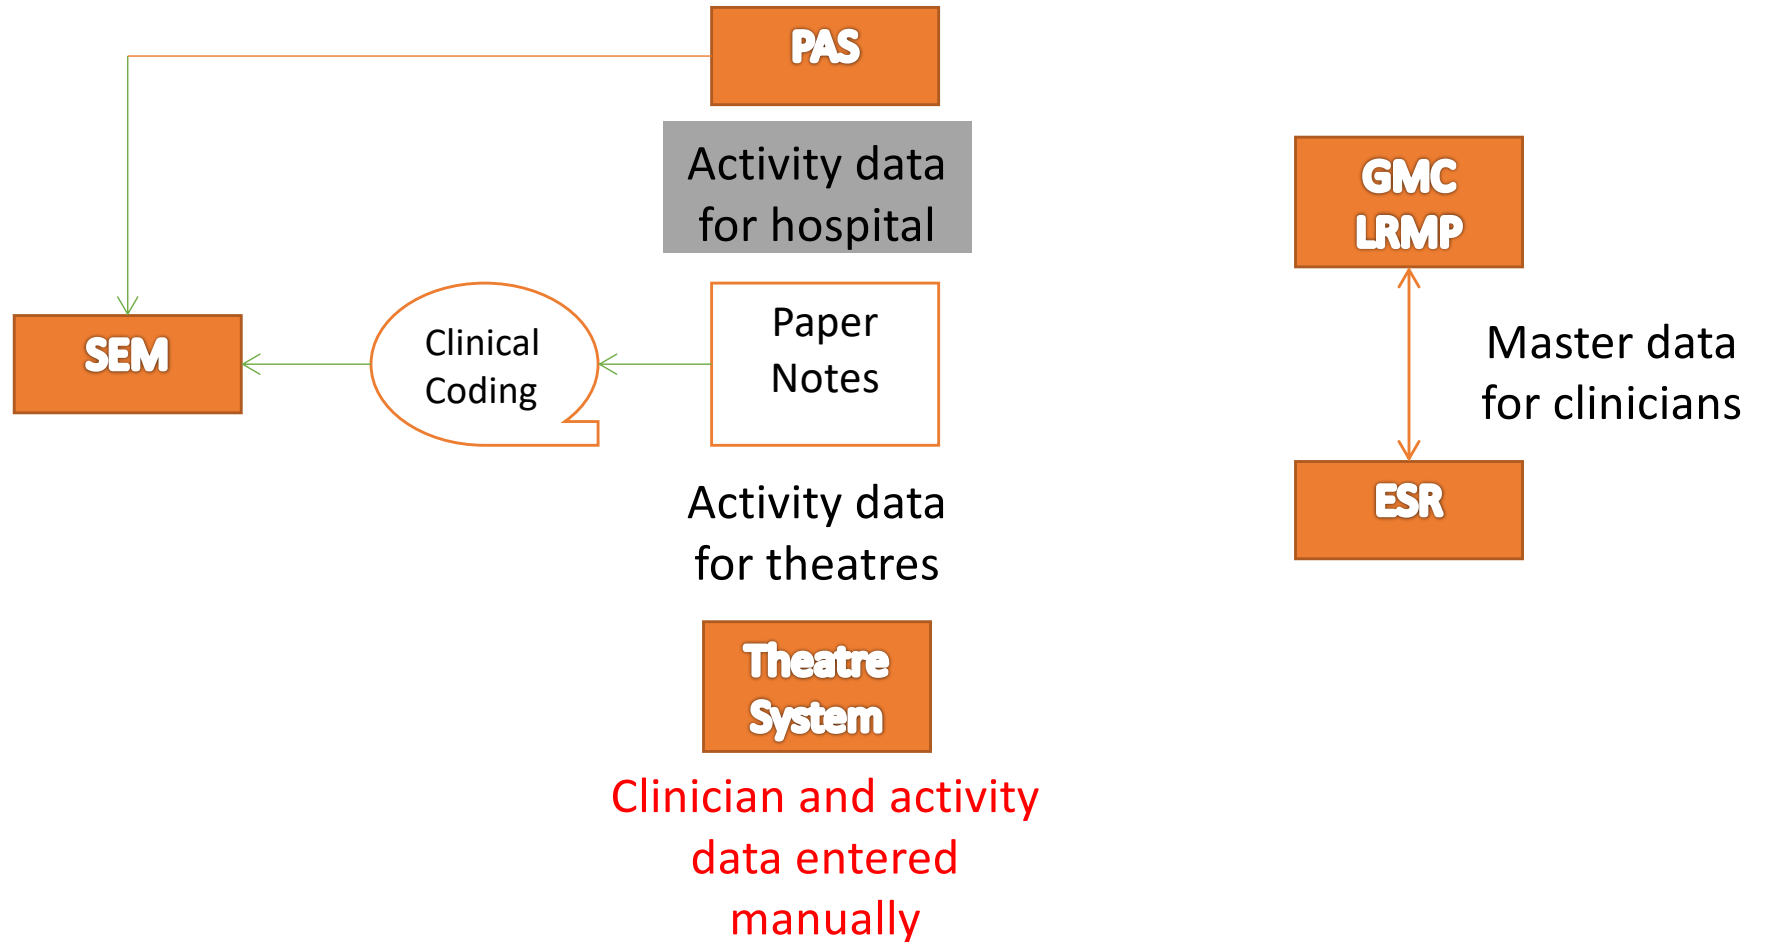 PAS
Activity data
for hospital
GMC
LRMP
SEM
Clinical
Coding
Paper
Notes
Master data
for clinicians
Activity data
for theatres
ESR
Theatre
System
Clinician and activity
data entered
manually